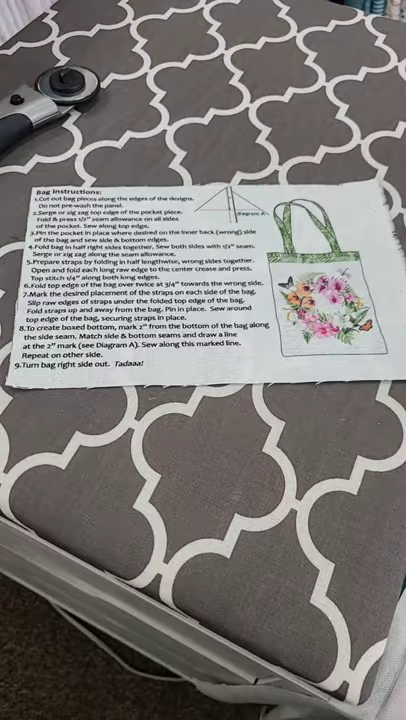 Bag Instructions:
1.Cut out bag pieces along the edges of the designs.
Do not pre-wash the panel.
2.Serge or zig zag top edge of the pocket piece.
Fold & press 1/2" seam allowance on all sides
of the pocket. Sew along top edge.
3.Pin the pocket in place where desired on the inner back (wrong) side
of the bag and sew side & bottom edges.
4.Fold bag in half right sides together. Sew both sides with 1/2" seam.
Serge or zig zag along the seam allowance.
5.Prepare straps by folding in half lengthwise, wrong sides together.
Open and fold each long raw edge to the center crease and press.
Top stitch 1/4" along both long edges.
6.Fold top edge of the bag over twice at 3/4" towards the wrong side.
7.Mark the desired placement of the straps on each side of the bag.
Slip raw edges of straps under the folded top edge of the bag.
Fold straps up and away from the bag. Pin in place. Sew around
top edge of the bag, securing straps in place.
8.To create boxed bottom, mark 2" from the bottom of the bag along
the side seam. Match side & bottom seams and draw a line
at the 2" mark (see Diagram A). Sew along this marked line.
Repeat on other side.
9.Turn bag right side out. Tadaaa!
diagram A